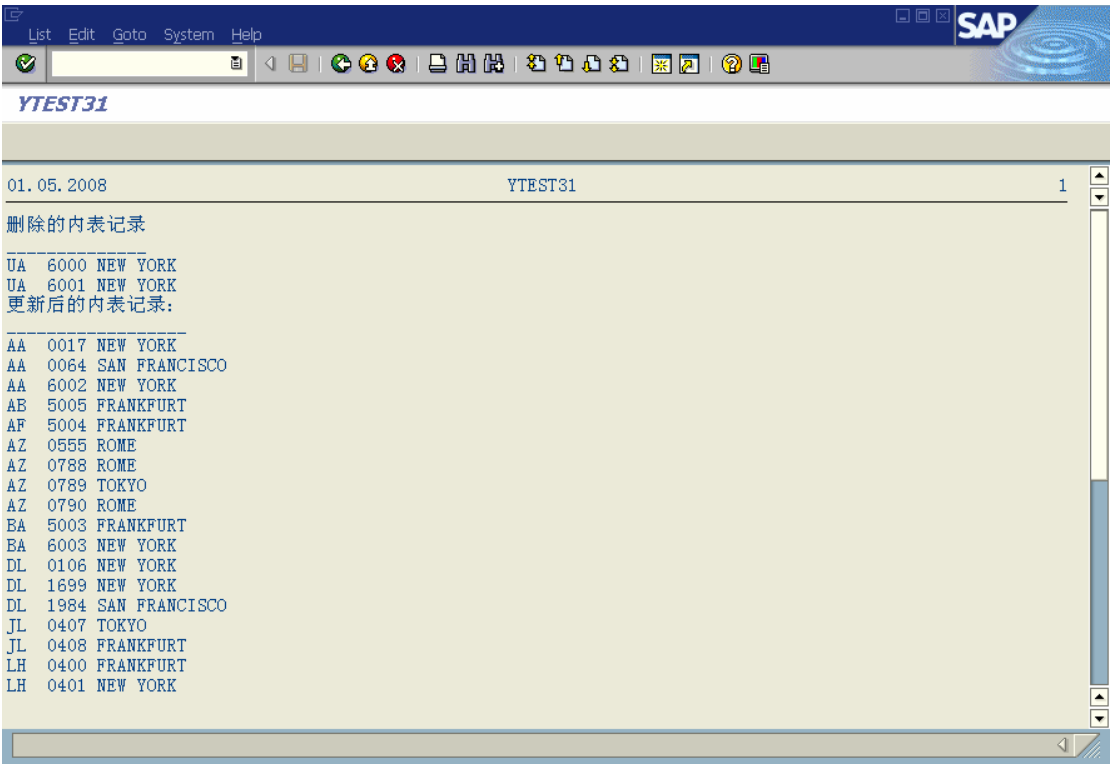 List Edit Goto System Help
SAP
YTEST31
01.05.2008 YTEST31 1
删除的内表记录
______________
UA 6000 NEW YORK
UA 6001 NEW YORK
更新后的内表记录:
__________________
AA 0017 NEW YORK
AA 0064 SAN FRANCISCO
AA 6002 NEW YORK
AB 5005 FRANKFURT
AF 5004 FRANKFURT
AZ 0555 ROME
AZ 0788 ROME
AZ 0789 TOKYO
AZ 0790 ROME
BA 5003 FRANKFURT
BA 6003 NEW YORK
DL 0106 NEW YORK
DL 1699 NEW YORK
DL 1984 SAN FRANCISCO
JL 0407 TOKYO
JL 0408 FRANKFURT
LH 0400 FRANKFURT
LH 0401 NEW YORK